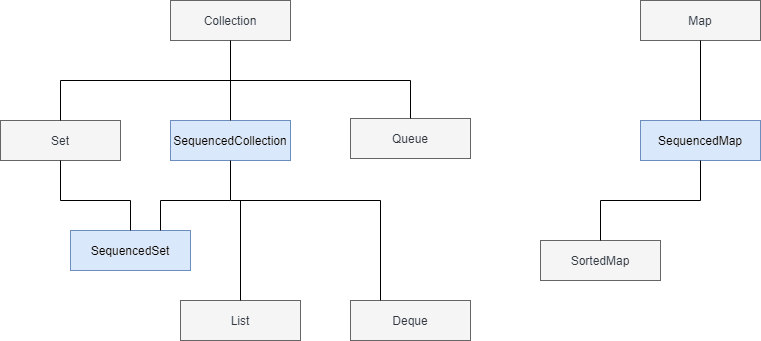 Collection
Map
Set
SequencedCollection
Queue
SequencedMap
SequencedSet
SortedMap
List
Deque